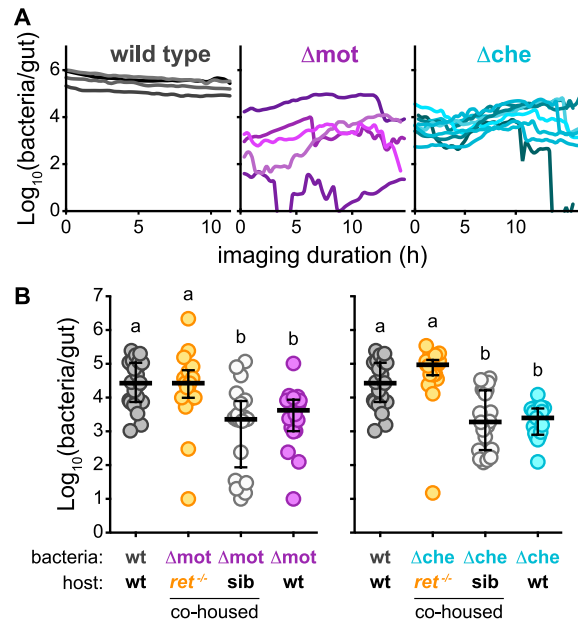 A
wild type Δmot Δche
Log10(bacteria/gut)
6
4
2
0
0 5 10 0 5 10 0 5 10
imaging duration (h)
B
Log10(bacteria/gut)
7
6
5
4
3
2
1
0
a a b b a a b b
bacteria: wt Δmot Δmot Δmot wt Δche Δche Δche
host: wt ret-/- sib wt wt ret-/- sib wt
co-housed co-housed